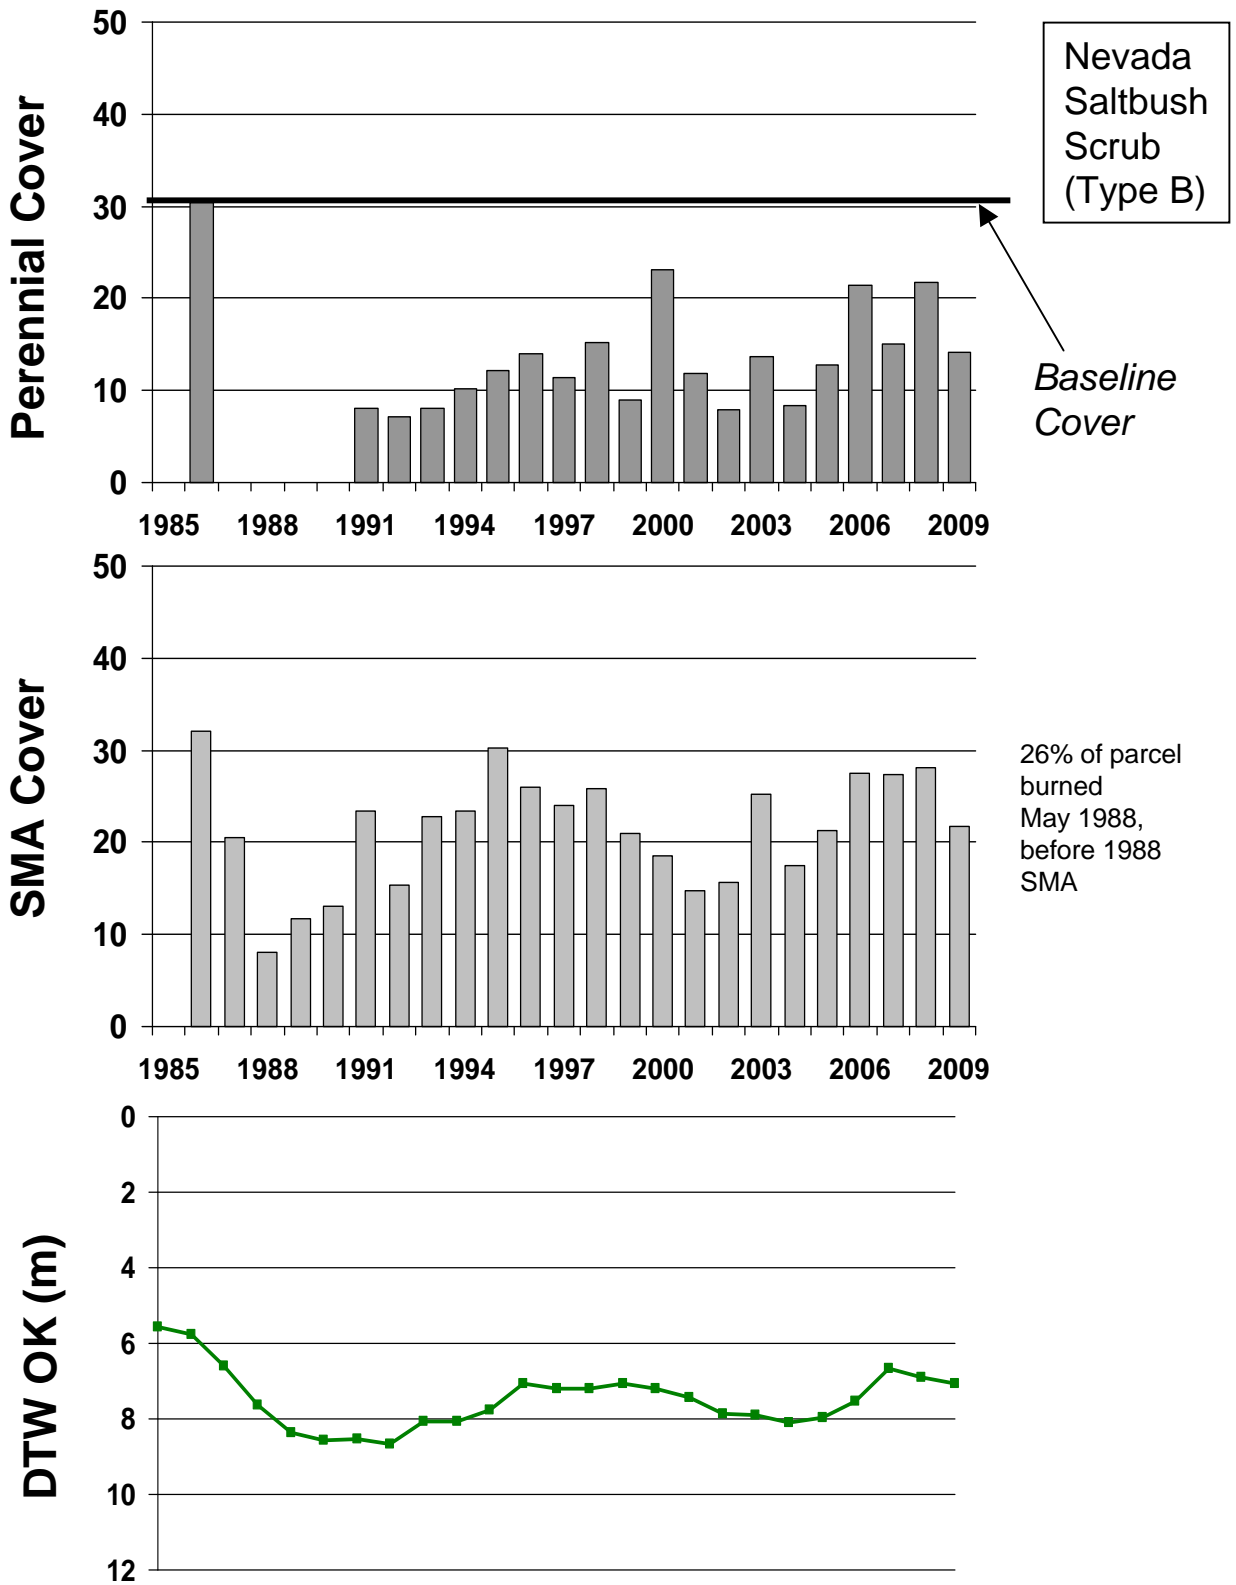 Perennial Cover
50
40
30
20
10
0
1985 1988 1991 1994 1997 2000 2003 2006 2009
Nevada
Saltbush
Scrub
(Type B)
Baseline
Cover
SMA Cover
50
40
30
20
10
0
1985 1988 1991 1994 1997 2000 2003 2006 2009
26% of parcel
burned
May 1988,
before 1988
SMA
DTW OK (m)
0
2
4
6
8
10
12